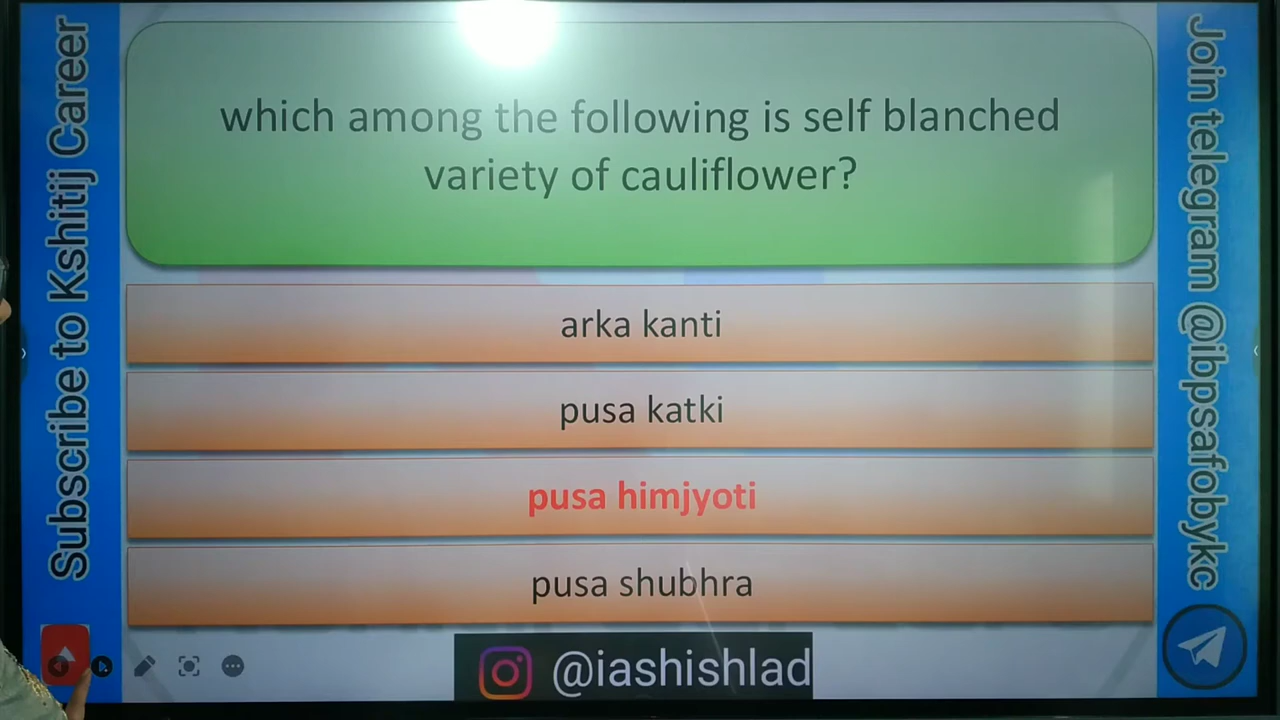 Subscribe to Kshitij Career
which among the following is self blanched
variety of cauliflower?
arka kanti
pusa katki
pusa himjyoti
pusa shubhra
@iashishlad
Join telegram @ibpsafobykc